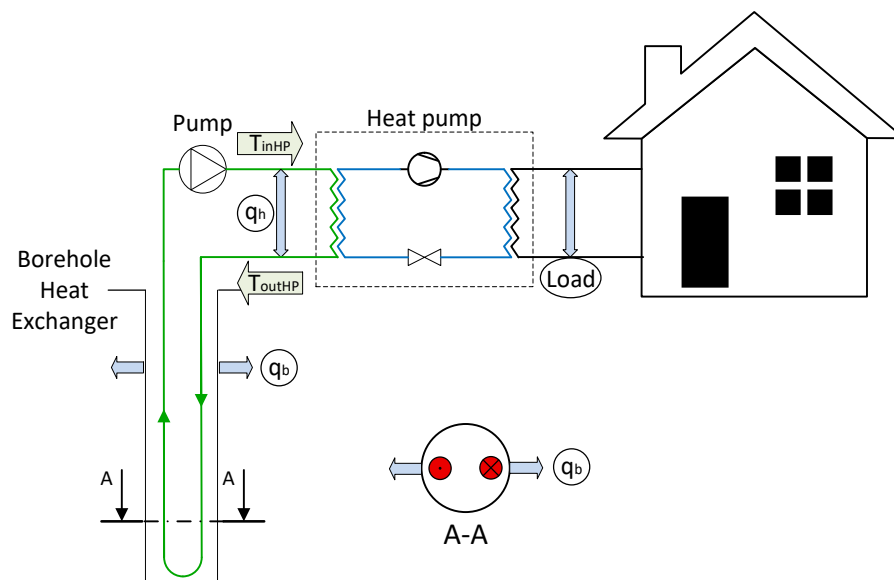 Pump
TinHP
Heat pump
qh
Borehole
Heat
Exchanger
ToutHP
Load
qb
A
A
qb
A-A